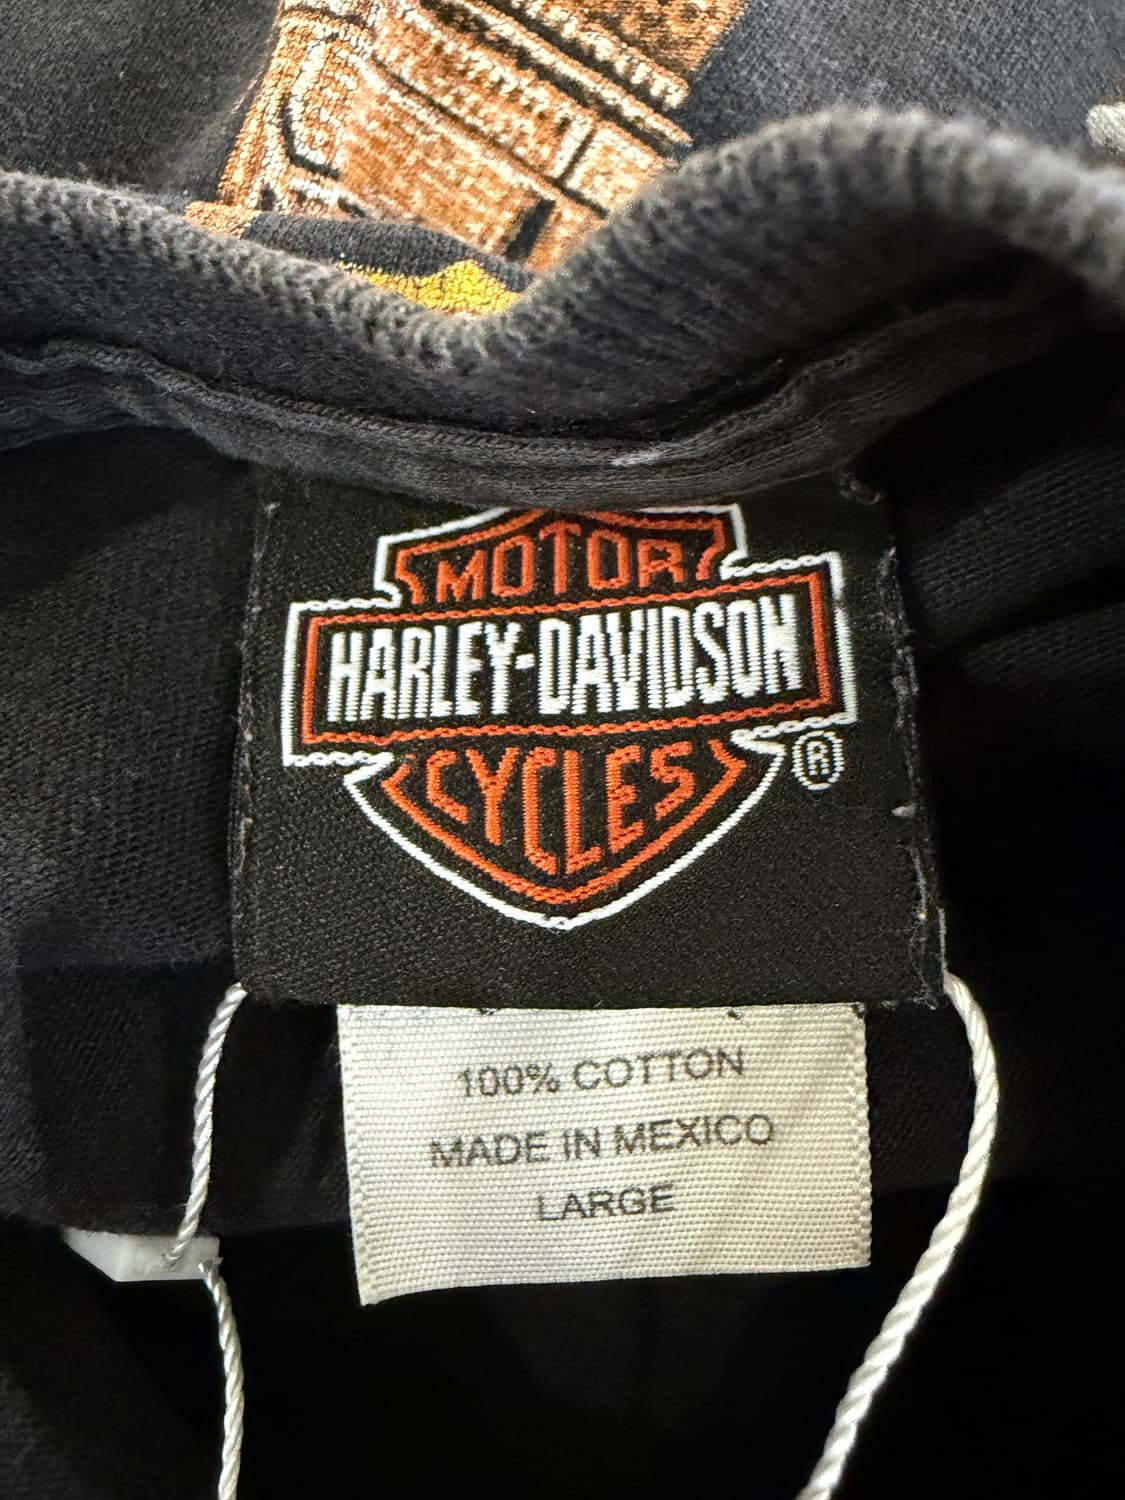 MOTOR
HARLEY-DAVIDSON
CYCLES
®
100% COTTON
MADE IN MEXICO
LARGE